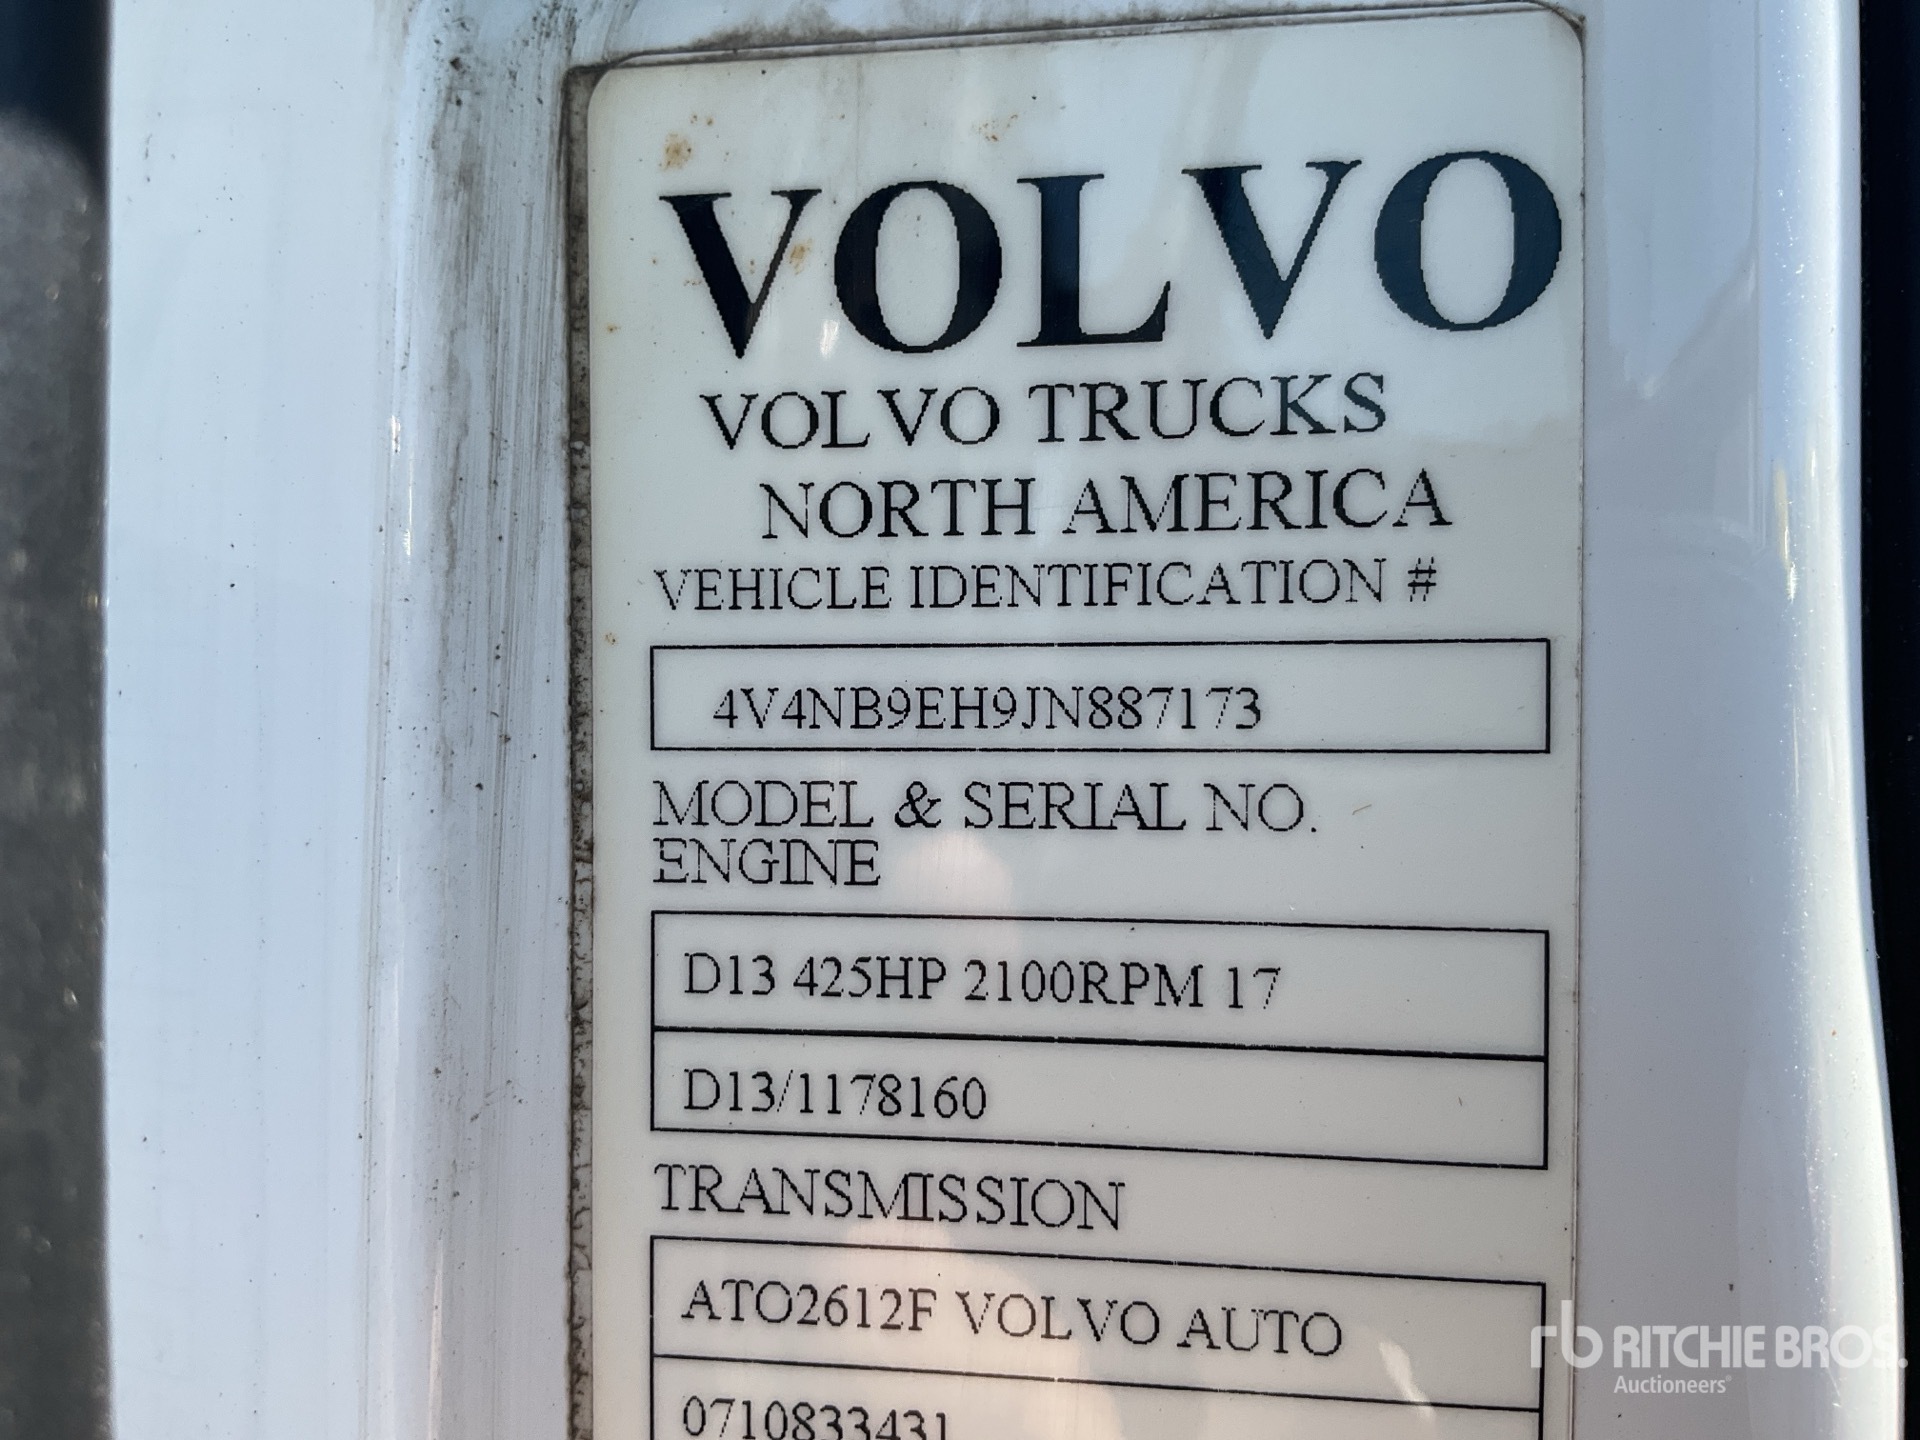 VOLVO
VOLVO TRUCKS
NORTH AMERICA
VEHICLE IDENTIFICATION #
4V4NB9EH9JN887173
MODEL & SERIAL NO.
ENGINE
D13 425HP 2100RPM 17
D13/1178160
TRANSMISSION
ATO2612F VOLVO AUTO
0710833431
rb RITCHIE BROS.
Auctioneers